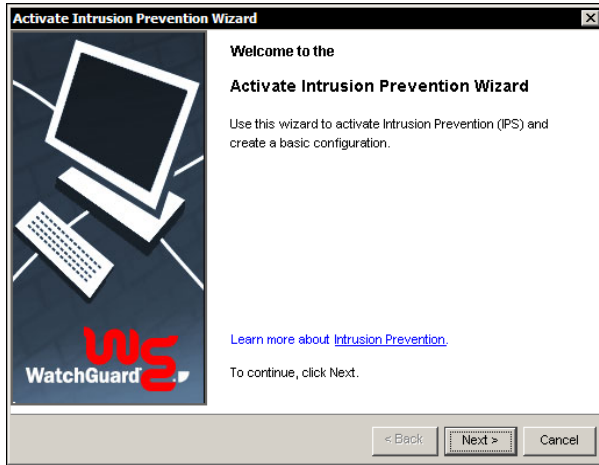 Activate Intrusion Prevention Wizard
Welcome to the
Activate Intrusion Prevention Wizard
Use this wizard to activate Intrusion Prevention (IPS) and
create a basic configuration.
Learn more about Intrusion Prevention.
To continue, click Next.
WatchGuard
< Back
Next >
Cancel